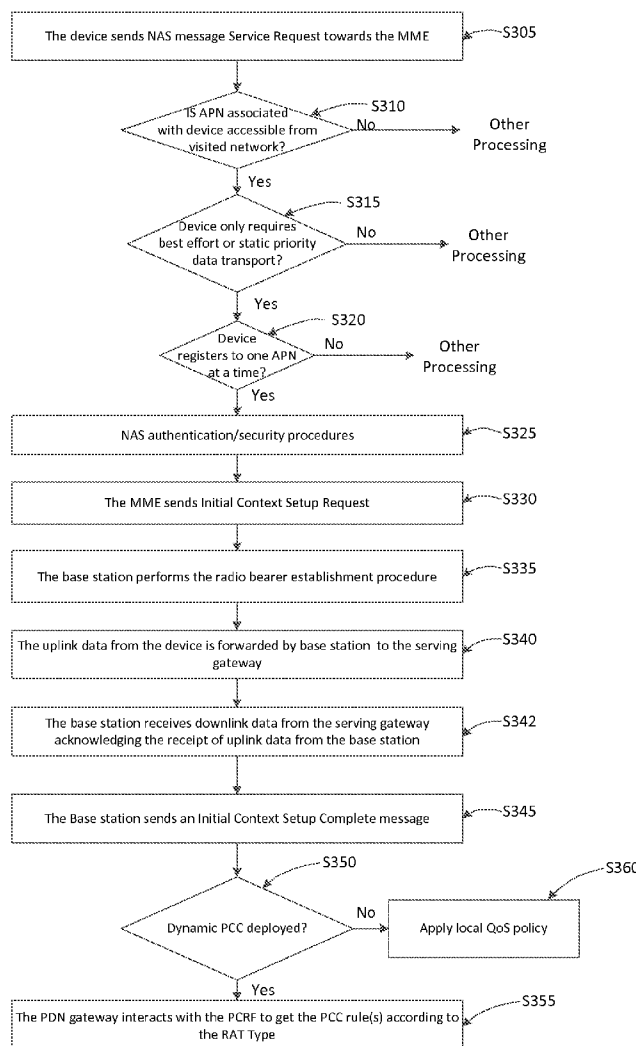 The device sends NAS message Service Request towards the MME
S305
IS APN associated
with device accessible from
visited network?
S310
No
Other
Processing
Yes
S315
Device only requires
best effort or static priority
data transport?
No
Other
Processing
Yes
S320
Device
registers to one APN
at a time?
No
Other
Processing
Yes
NAS authentication/security procedures
S325
The MME sends Initial Context Setup Request
S330
The base station performs the radio bearer establishment procedure
S335
The uplink data from the device is forwarded by base station to the serving
gateway
S340
The base station receives downlink data from the serving gateway
acknowledging the receipt of uplink data from the base station
S342
The Base station sends an Initial Context Setup Complete message
S345
S350
Dynamic PCC deployed?
No
S360
Apply local QoS policy
Yes
S355
The PDN gateway interacts with the PCRF to get the PCC rule(s) according to
the RAT Type